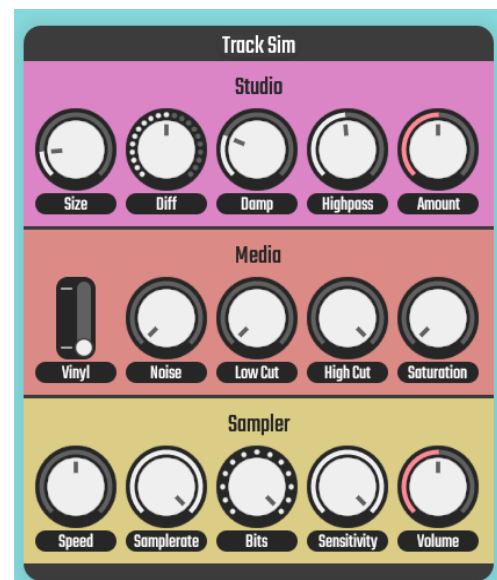 Track Sim
Studio
Size Diff Damp Highpass Amount
Media
Vinyl Noise Low Cut High Cut Saturation
Sampler
Speed Samplerate Bits Sensitivity Volume